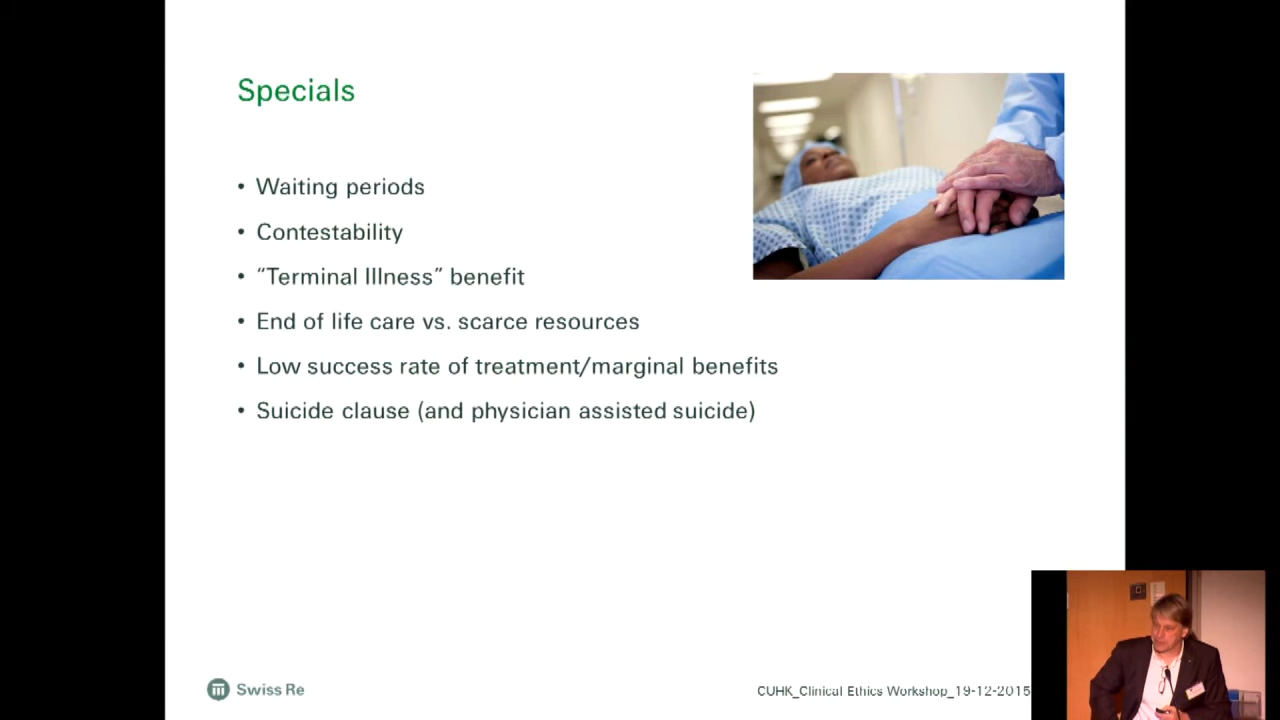 Specials
• Waiting periods
• Contestability
• “Terminal Illness” benefit
• End of life care vs. scarce resources
• Low success rate of treatment/marginal benefits
• Suicide clause (and physician assisted suicide)
Swiss Re
CUHK_Clinical Ethics Workshop_19-12-2015